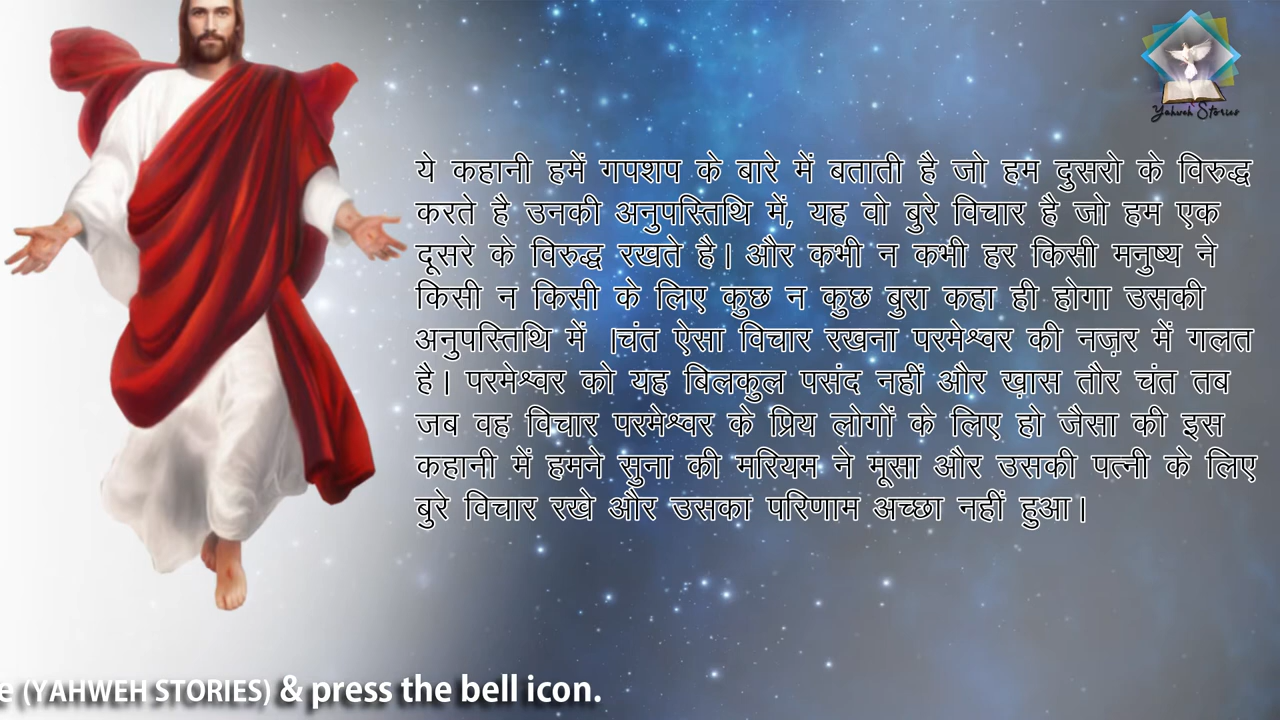 Yahweh Stories
ये कहानी हमें गपशप के बारे में बताती है जो हम दुसरो के विरुद्ध
करते है उनकी अनुपस्तिथि में, यह वो बुरे विचार है जो हम एक
दूसरे के विरुद्ध रखते है। और कभी न कभी हर किसी मनुष्य ने
किसी न किसी के लिए कुछ न कुछ बुरा कहा ही होगा उसकी
अनुपस्तिथि में ।चंत ऐसा विचार रखना परमेश्वर की नज़र में गलत
है। परमेश्वर को यह बिलकुल पसंद नहीं और ख़ास तौर चंत तब
जब वह विचार परमेश्वर के प्रिय लोगों के लिए हो जैसा की इस
कहानी में हमने सुना की मरियम ने मूसा और उसकी पत्नी के लिए
बुरे विचार रखे और उसका परिणाम अच्छा नहीं हुआ।
e (YAHWEH STORIES) & press the bell icon.